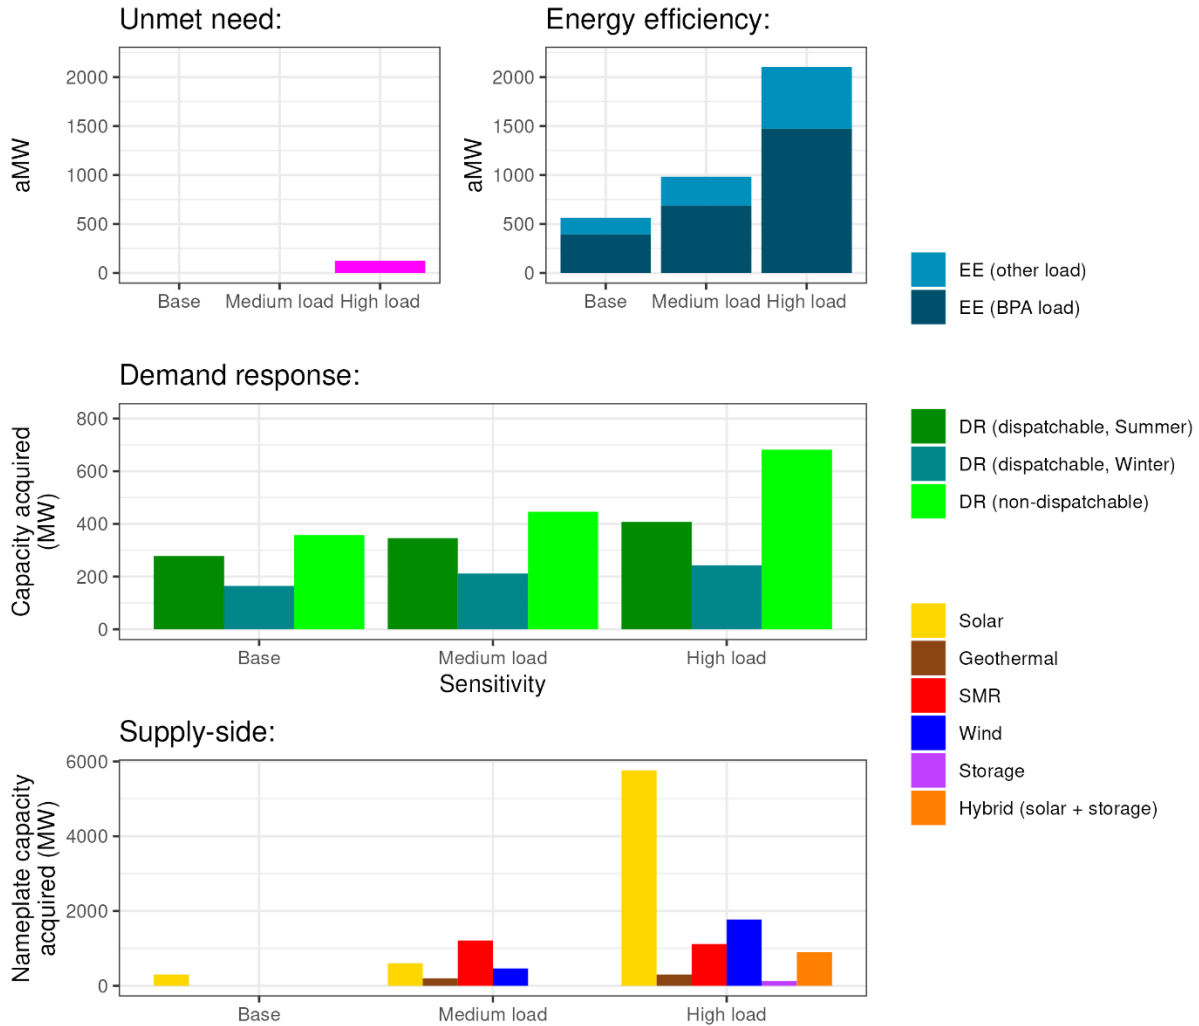 Unmet need:
Energy efficiency:
aMW
2000
1500
1000
500
0
Base
Medium load
High load
aMW
2000
1500
1000
500
0
Base
Medium load
High load
EE (other load)
EE (BPA load)
Demand response:
Capacity acquired
(MW)
800
600
400
200
0
Base
Medium load
High load
Sensitivity
DR (dispatchable, Summer)
DR (dispatchable, Winter)
DR (non-dispatchable)
Supply-side:
Nameplate capacity
acquired (MW)
6000
4000
2000
0
Base
Medium load
High load
Solar
Geothermal
SMR
Wind
Storage
Hybrid (solar + storage)